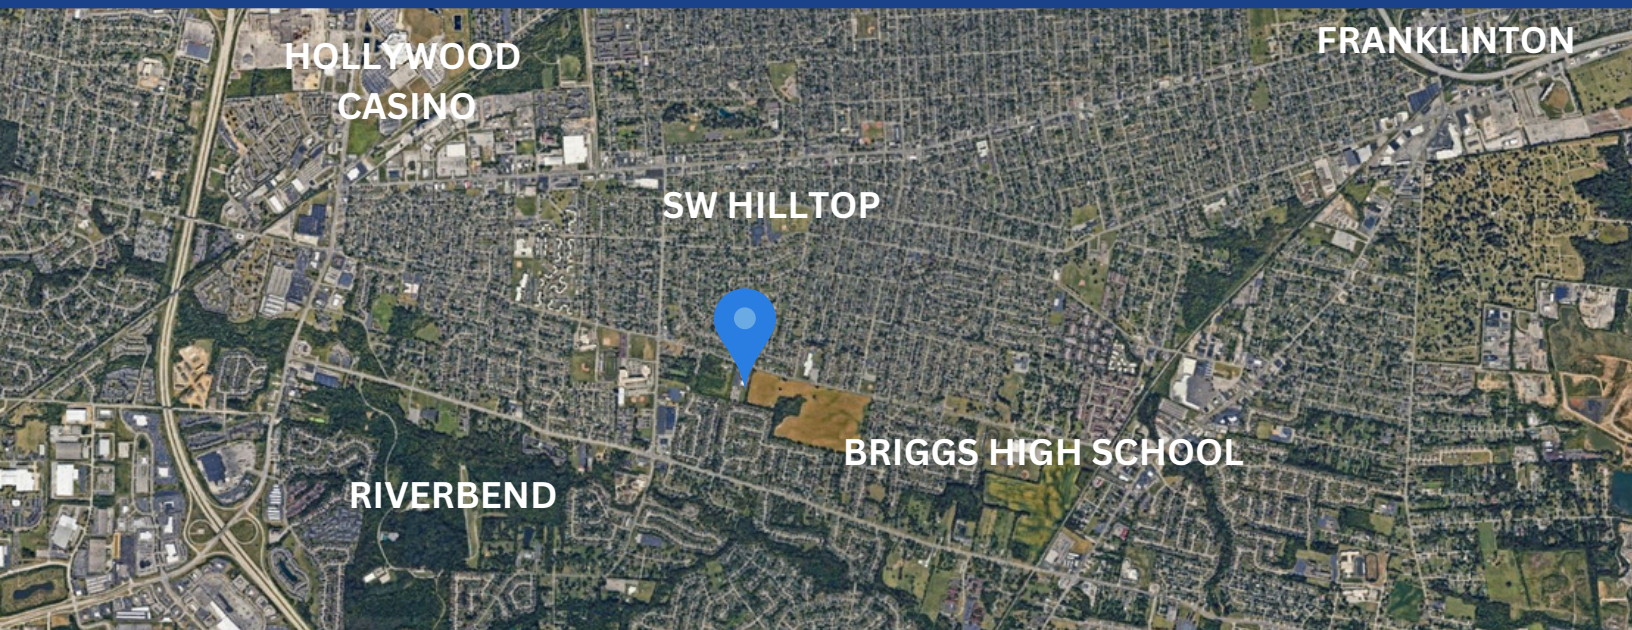 HOLLYWOOD
CASINO
FRANKLINTON
SW HILLTOP
BRIGGS HIGH SCHOOL
RIVERBEND